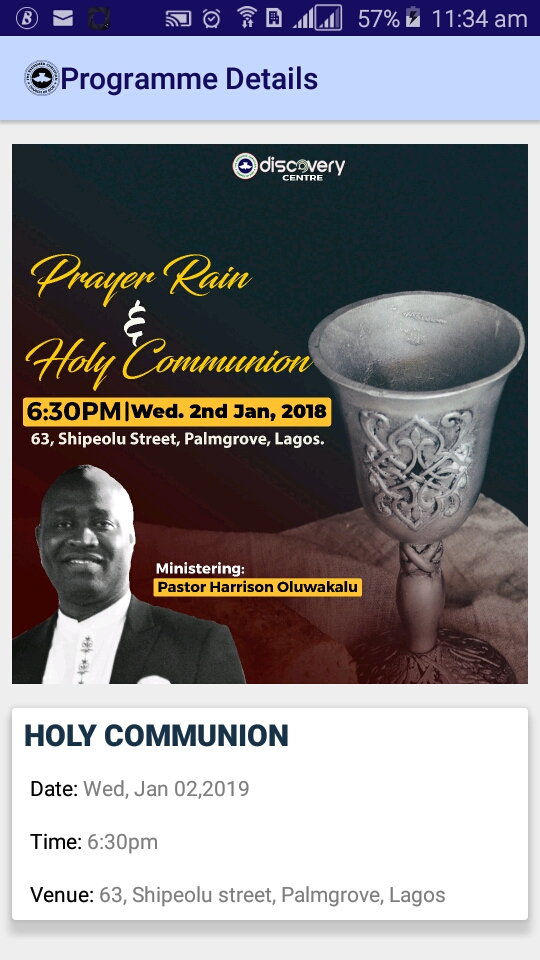 57% 11:34 am
Programme Details
discovery
CENTRE
Prayer Rain
&
Holy Communion
6:30PM|Wed. 2nd Jan, 2018
63, Shipeolu Street, Palmgrove, Lagos.
Ministering:
Pastor Harrison Oluwakalu
HOLY COMMUNION
Date: Wed, Jan 02,2019
Time: 6:30pm
Venue: 63, Shipeolu street, Palmgrove, Lagos